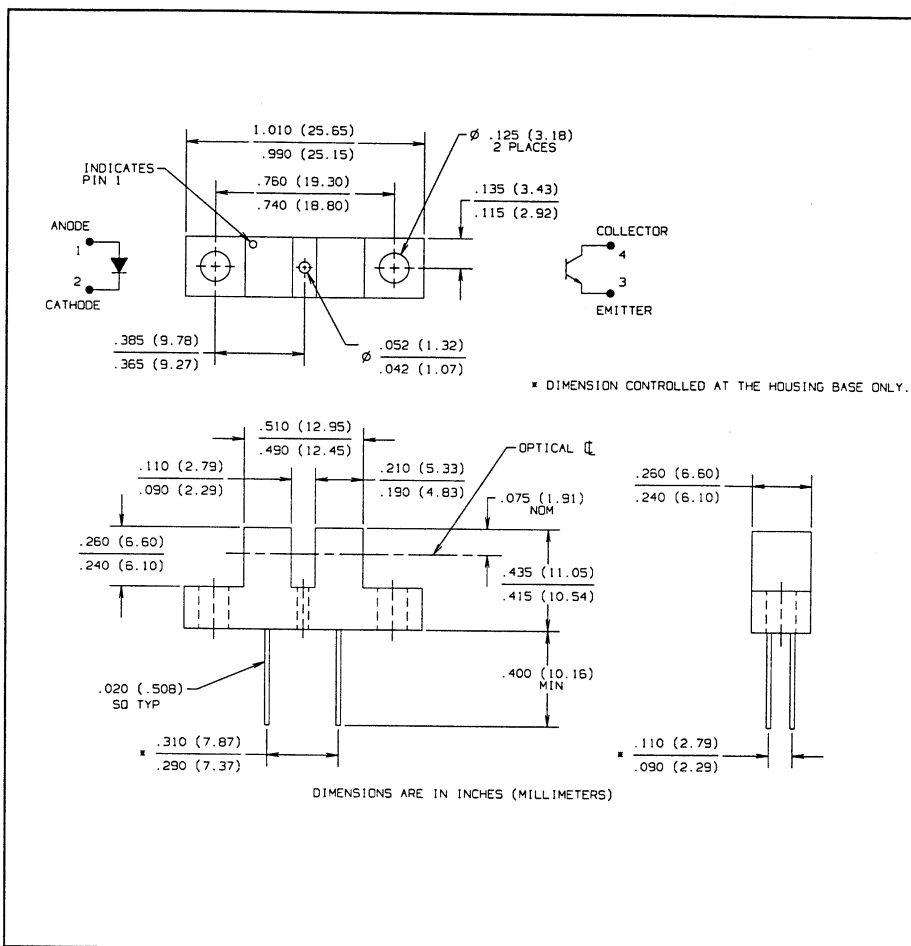 1.010 (25.65)
.990 (25.15)
Ø .125 (3.18)
2 PLACES
INDICATES
PIN 1
.760 (19.30)
.740 (18.80)
.135 (3.43)
.115 (2.92)
ANODE
1
2
CATHODE
COLLECTOR
4
3
EMITTER
.385 (9.78)
.365 (9.27)
Ø .052 (1.32)
.042 (1.07)
* DIMENSION CONTROLLED AT THE HOUSING BASE ONLY.
.510 (12.95)
.490 (12.45)
OPTICAL ℄
.110 (2.79)
.090 (2.29)
.210 (5.33)
.190 (4.83)
.075 (1.91)
NOM
.260 (6.60)
.240 (6.10)
.260 (6.60)
.240 (6.10)
.435 (11.05)
.415 (10.54)
.020 (.508)
SQ TYP
.400 (10.16)
MIN
* .310 (7.87)
.290 (7.37)
* .110 (2.79)
.090 (2.29)
DIMENSIONS ARE IN INCHES (MILLIMETERS)